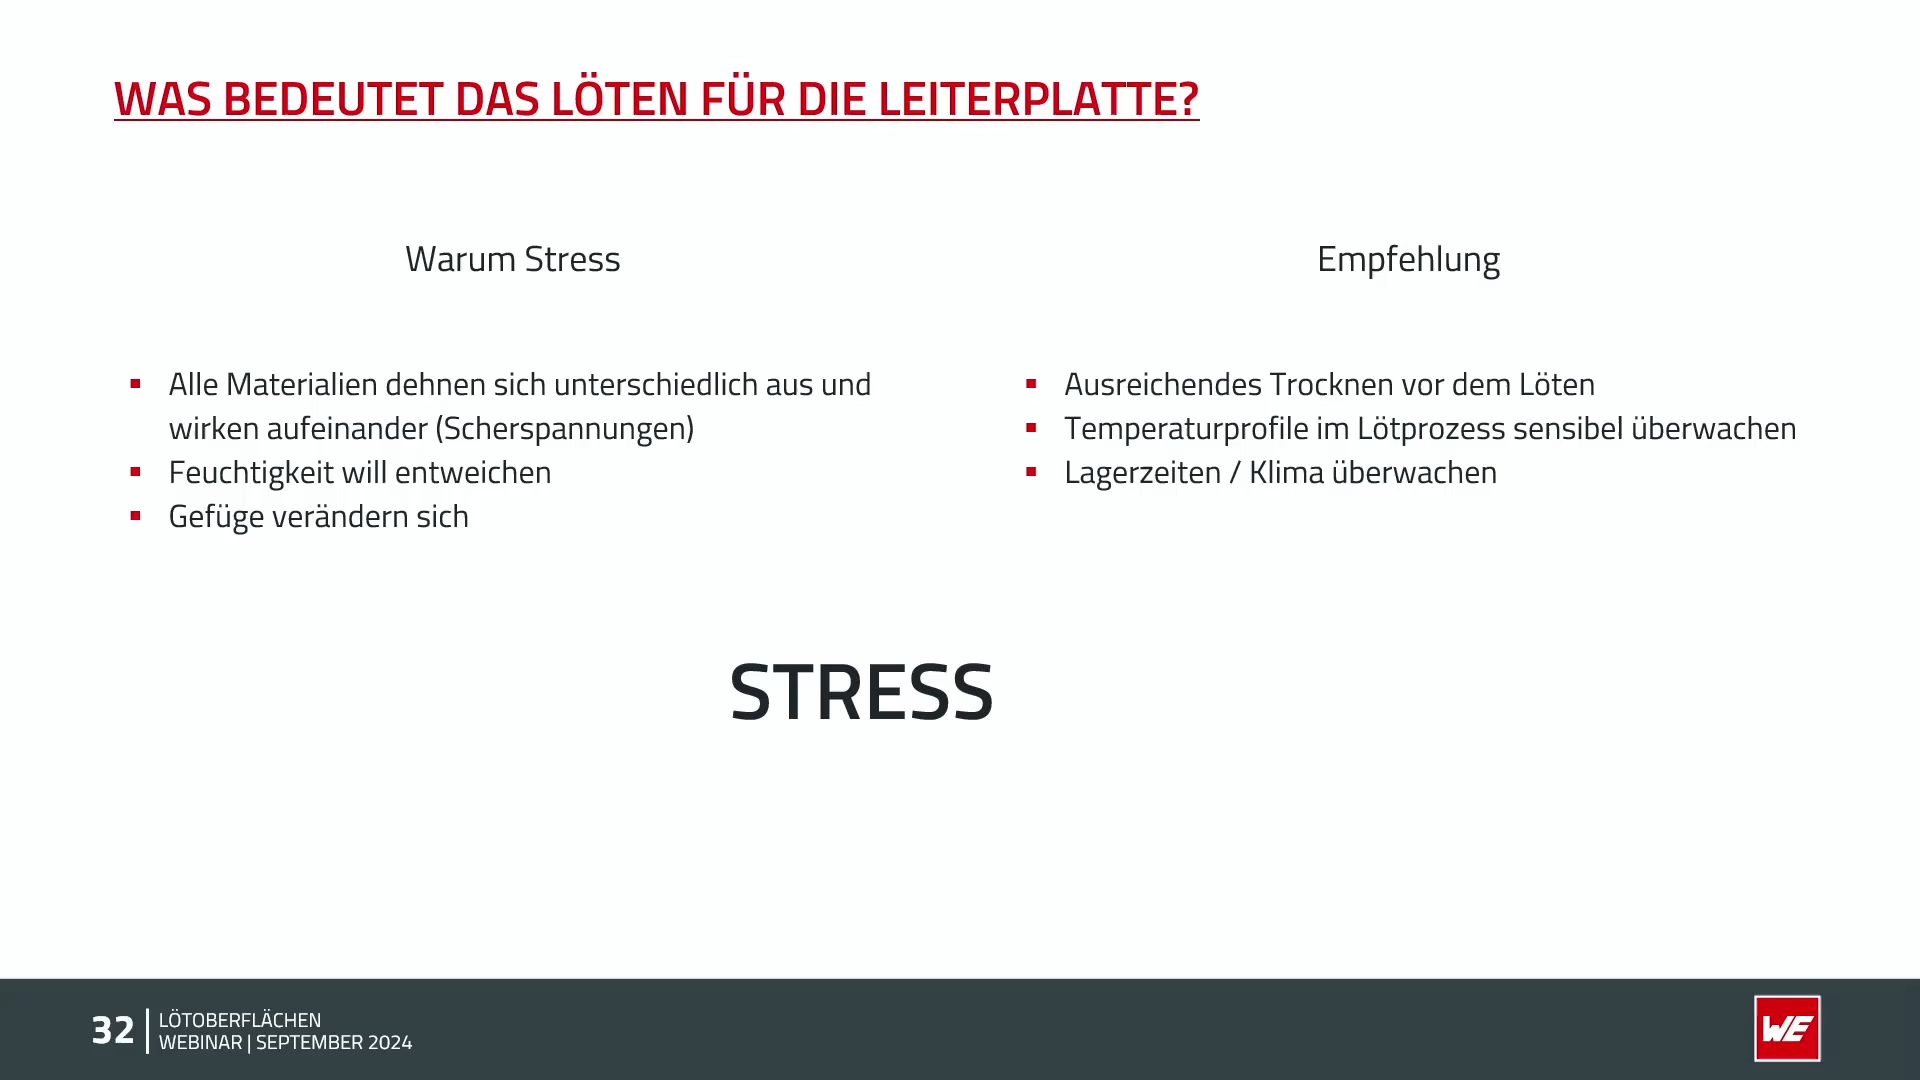 WAS BEDEUTET DAS LÖTEN FÜR DIE LEITERPLATTE?
Warum Stress
Alle Materialien dehnen sich unterschiedlich aus und
wirken aufeinander (Scherspannungen)
Feuchtigkeit will entweichen
Gefüge verändern sich
Empfehlung
Ausreichendes Trocknen vor dem Löten
Temperaturprofile im Lötprozess sensibel überwachen
Lagerzeiten / Klima überwachen
STRESS
32
LÖTOBERFLÄCHEN
WEBINAR | SEPTEMBER 2024
WE